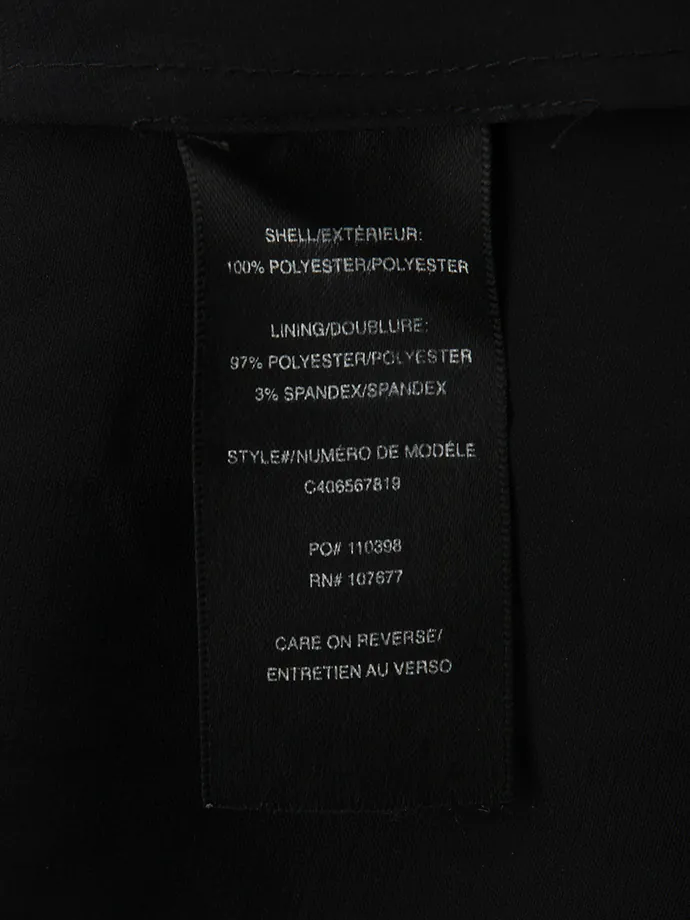 SHELL/EXTÉRIEUR:
100% POLYESTER/POLYESTER
LINING/DOUBLURE:
97% POLYESTER/POLYESTER
3% SPANDEX/SPANDEX
STYLE#/NUMÉRO DE MODÉLE
C406567819
PO# 110398
RN# 107677
CARE ON REVERSE/
ENTRETIEN AU VERSO